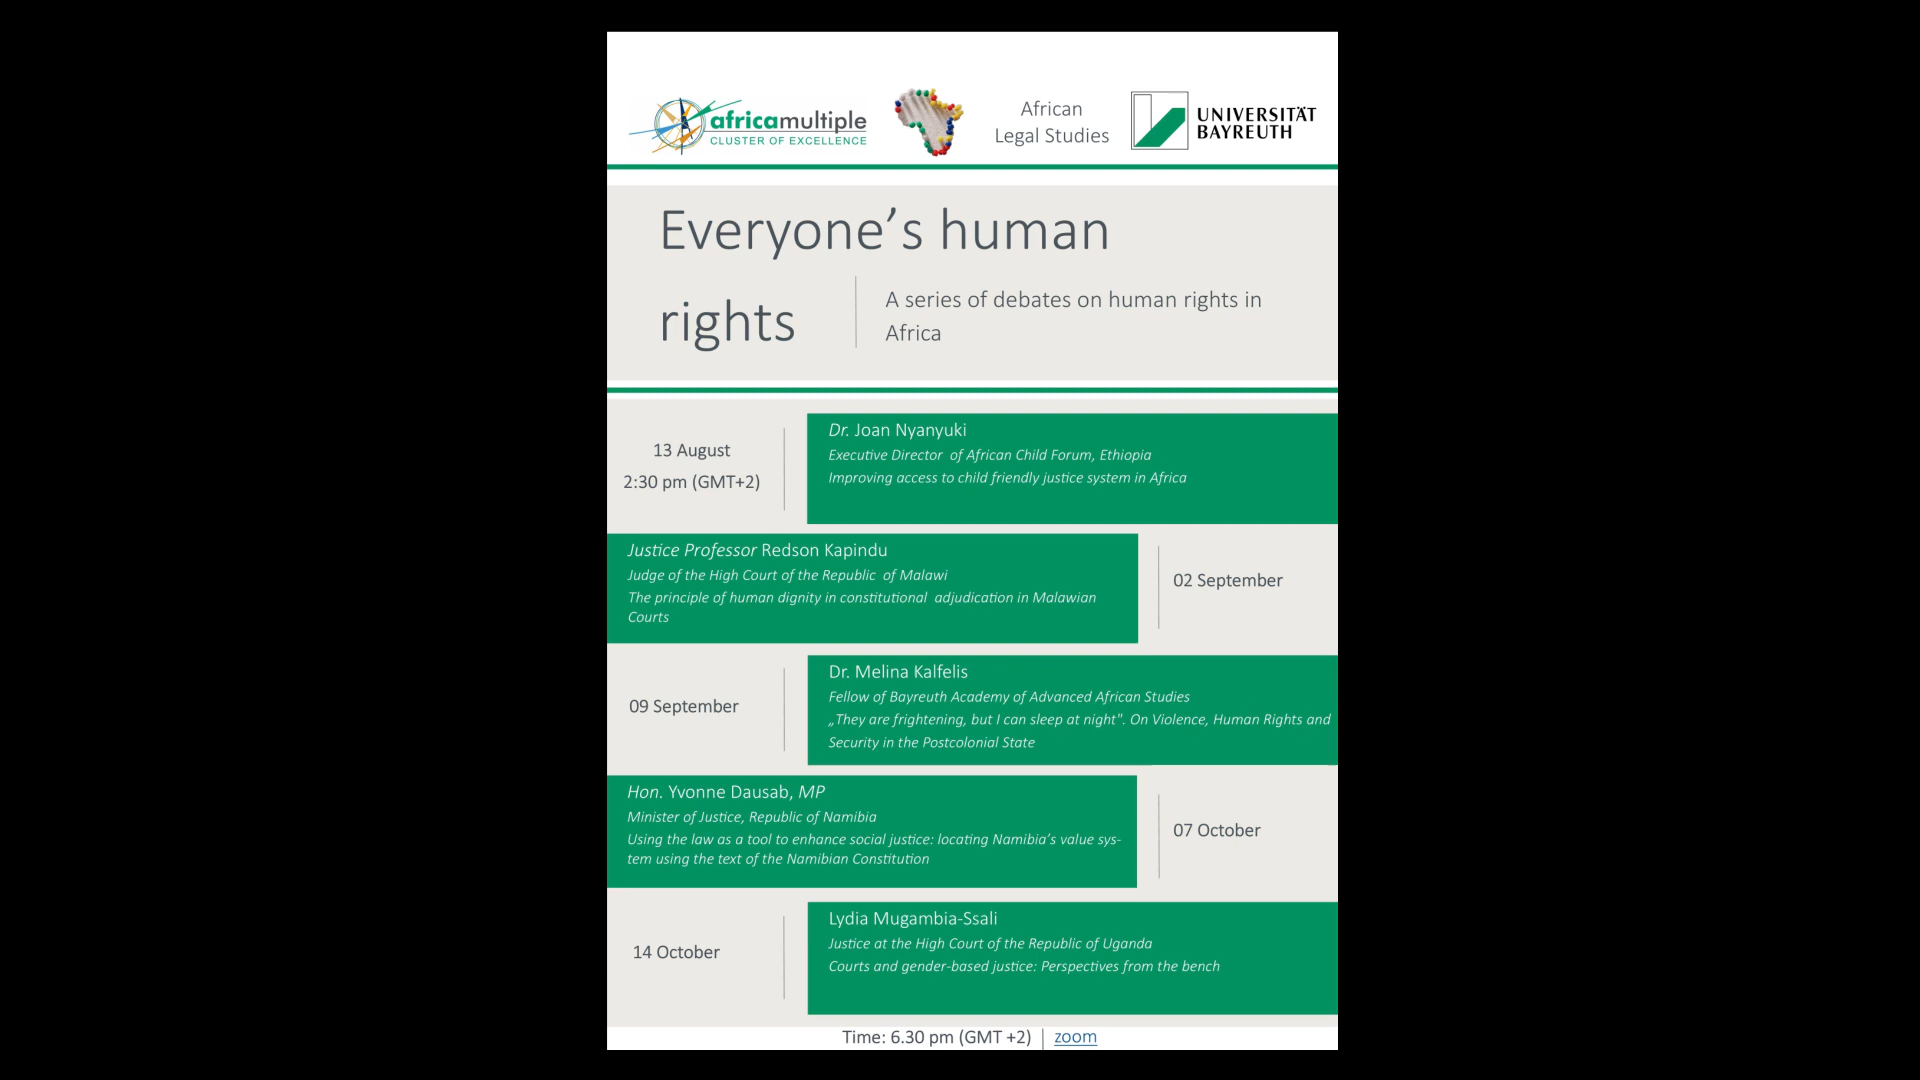 africamultiple
CLUSTER OF EXCELLENCE
African
Legal Studies
UNIVERSITÄT
BAYREUTH
Everyone’s human
rights
A series of debates on human rights in
Africa
13 August
2:30 pm (GMT+2)
Dr. Joan Nyanyuki
Executive Director of African Child Forum, Ethiopia
Improving access to child friendly justice system in Africa
Justice Professor Redson Kapindu
Judge of the High Court of the Republic of Malawi
The principle of human dignity in constitutional adjudication in Malawian
Courts
02 September
09 September
Dr. Melina Kalfelis
Fellow of Bayreuth Academy of Advanced African Studies
„They are frightening, but I can sleep at night". On Violence, Human Rights and
Security in the Postcolonial State
Hon. Yvonne Dausab, MP
Minister of Justice, Republic of Namibia
Using the law as a tool to enhance social justice: locating Namibia’s value sys-
tem using the text of the Namibian Constitution
07 October
14 October
Lydia Mugambia-Ssali
Justice at the High Court of the Republic of Uganda
Courts and gender-based justice: Perspectives from the bench
Time: 6.30 pm (GMT +2) | zoom